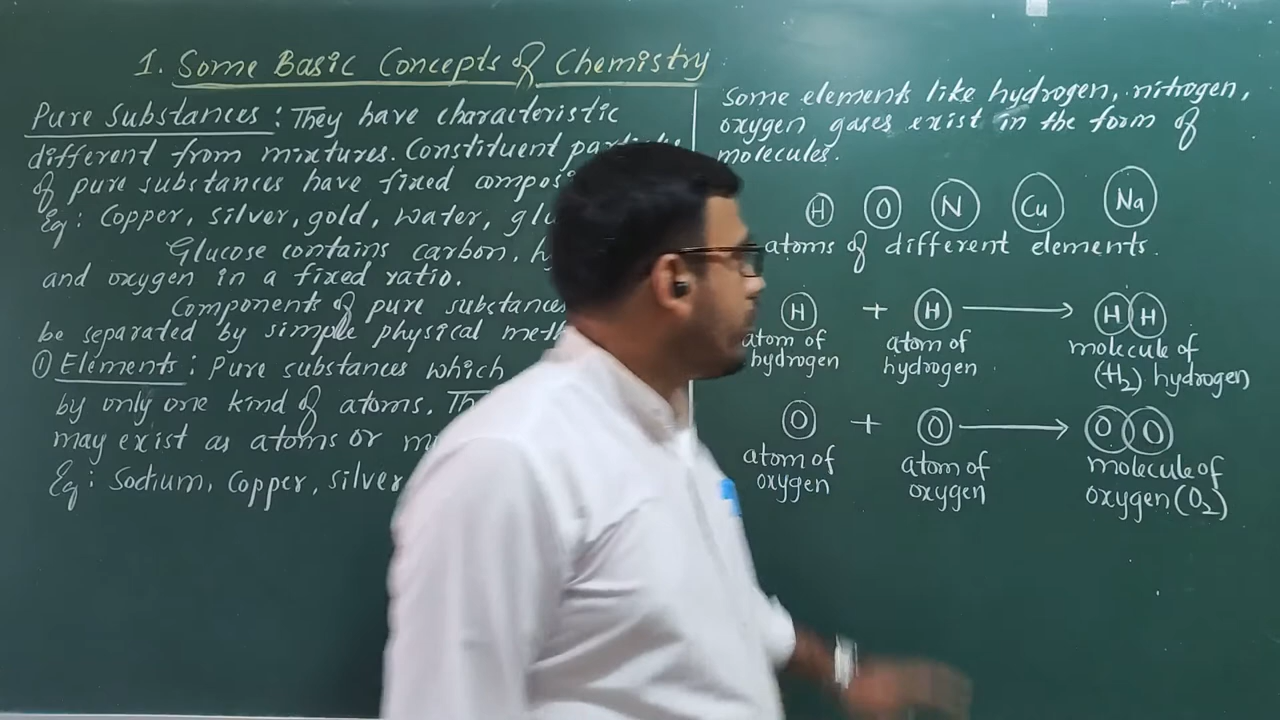 1. Some Basic Concepts of Chemistry
Pure Substances: They have characteristic
different from mixtures. Constituent
of pure substances have fixed
Eg: Copper, silver, gold, water,
Glucose contains carbon,
and oxygen in a fixed ratio.
Components of pure substances
be separated by simple physical
① Elements: Pure substances which
by only one kind of atoms.
may exist as atoms or
Eg: Sodium, copper, silver
Some elements like hydrogen, nitrogen,
oxygen gases exist in the form of
molecules.
H O N Cu Na
atoms of different elements.
H + H → H H
atom of atom of molecule of
hydrogen hydrogen (H₂) hydrogen
O + O → O O
atom of atom of molecule of
oxygen oxygen oxygen (O₂)